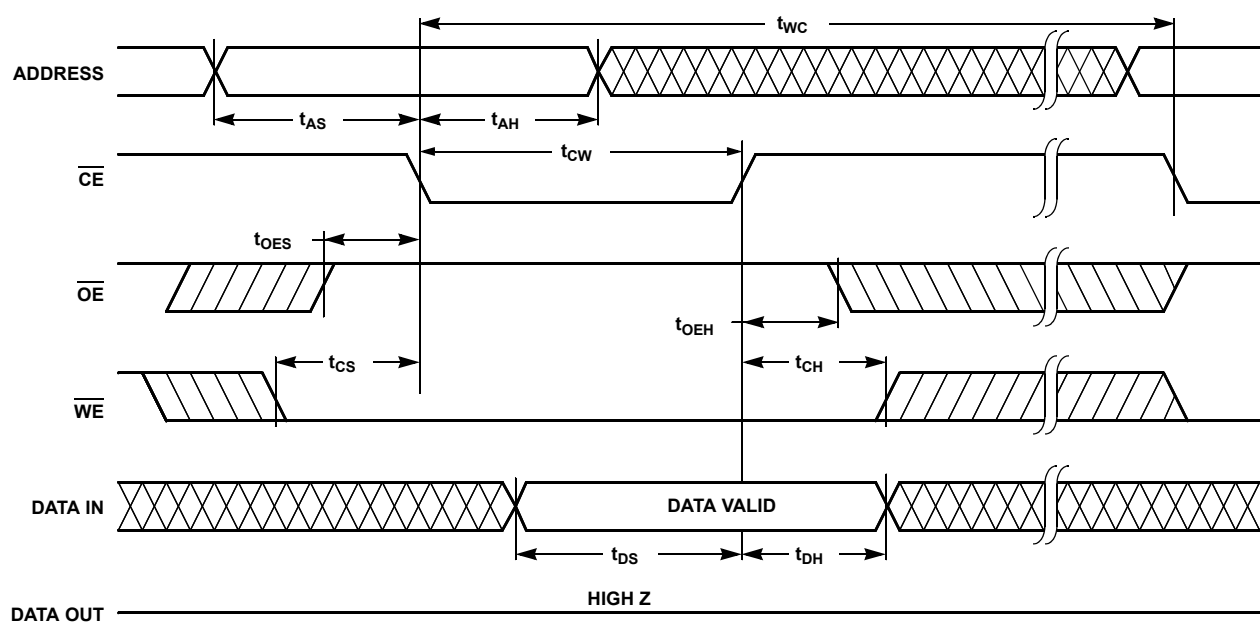 tWC
ADDRESS
tAS
tAH
tCW
CE
tOES
OE
tOEH
tCS
tCH
WE
DATA IN
DATA VALID
tDS
tDH
HIGH Z
DATA OUT